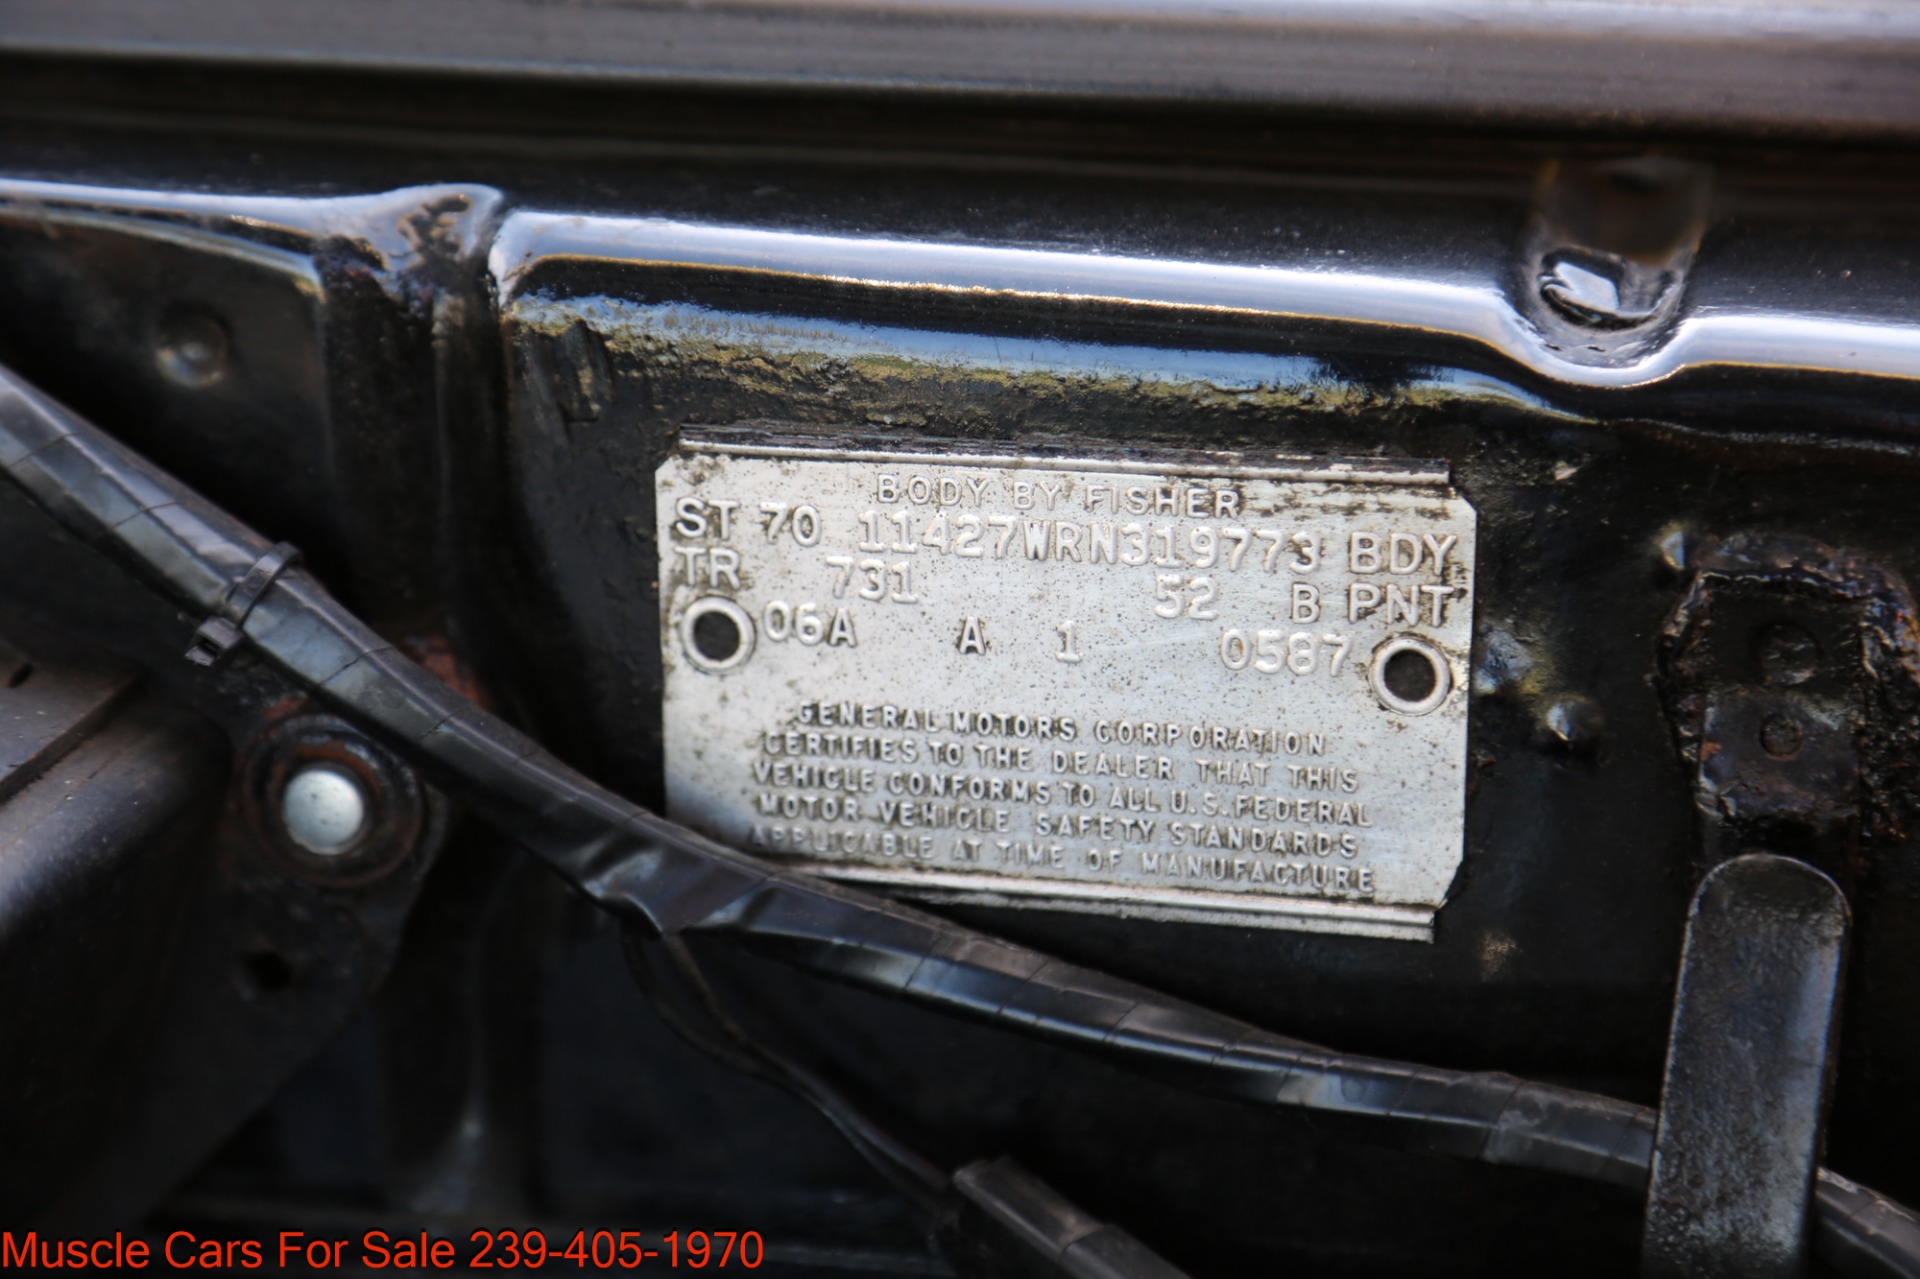 BODY BY FISHER
ST 70 11427WRN319773 BDY
TR 731 52 B PNT
06A A 1 0587
GENERAL MOTORS CORPORATION
CERTIFIES TO THE DEALER THAT THIS
VEHICLE CONFORMS TO ALL U.S. FEDERAL
MOTOR VEHICLE SAFETY STANDARDS
APPLICABLE AT TIME OF MANUFACTURE
Muscle Cars For Sale 239-405-1970